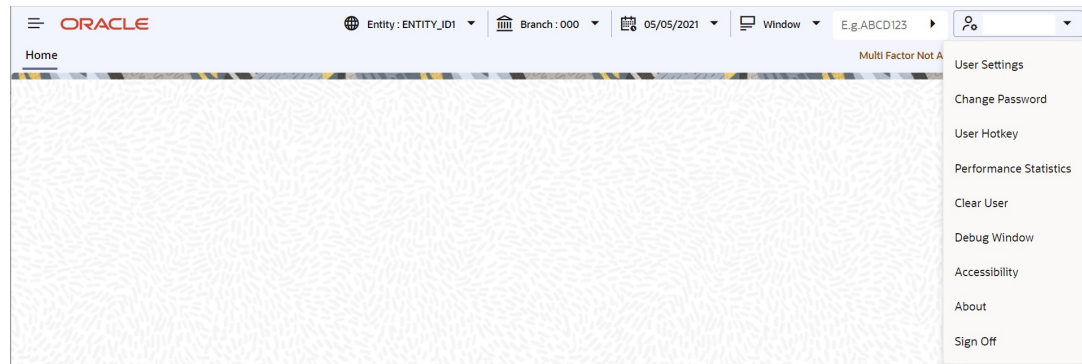 ORACLE Entity : ENTITY_ID1 Branch : 000 05/05/2021 Window E.g.ABCD123
Home Multi Factor Not A
User Settings
Change Password
User Hotkey
Performance Statistics
Clear User
Debug Window
Accessibility
About
Sign Off